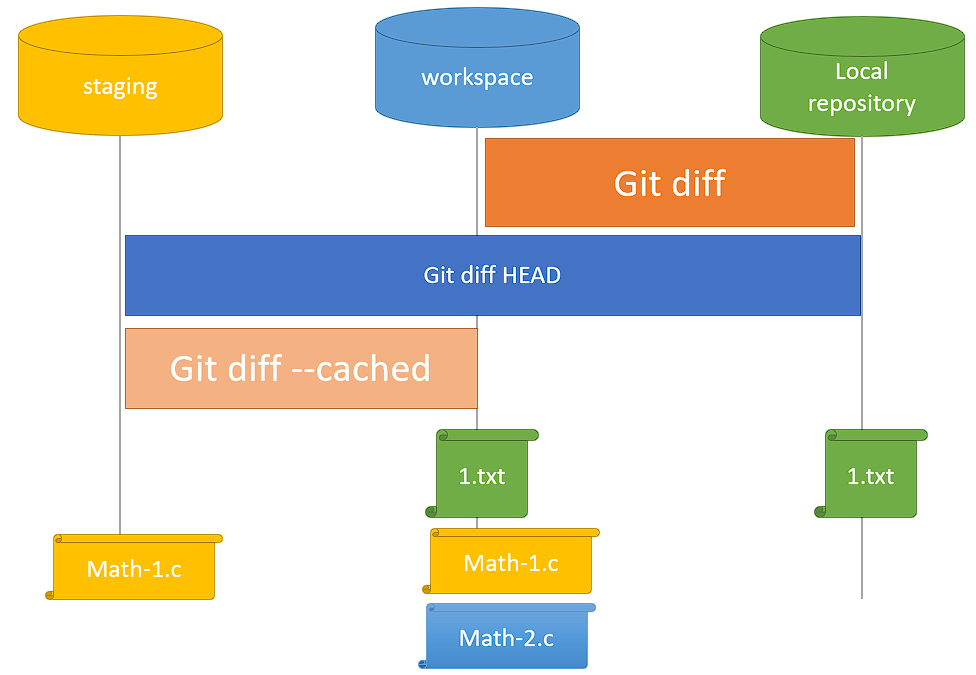 staging
workspace
Local
repository
Git diff
Git diff HEAD
Git diff --cached
1.txt
1.txt
Math-1.c
Math-1.c
Math-2.c